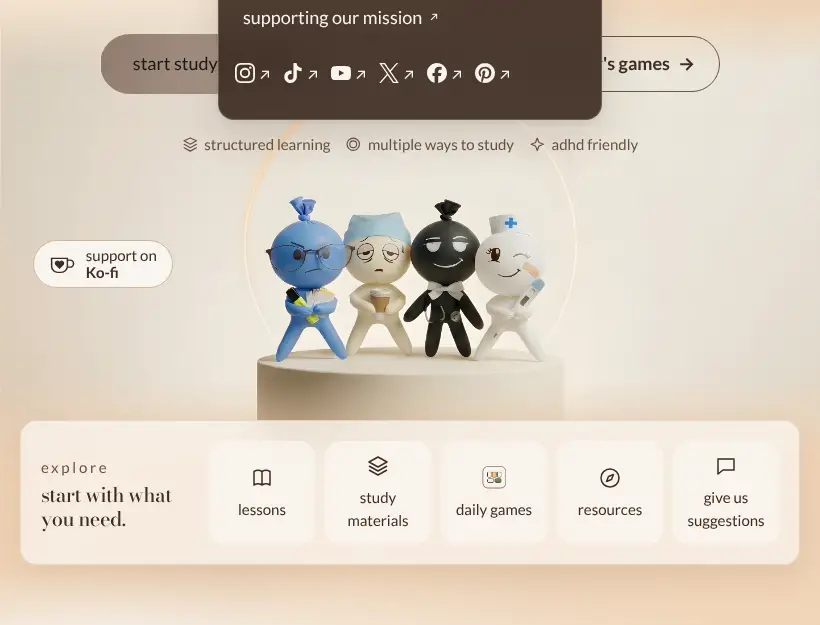 supporting our mission
start study
's games
structured learning
multiple ways to study
adhd friendly
support on
Ko-fi
explore
start with what
you need.
lessons
study
materials
daily games
resources
give us
suggestions